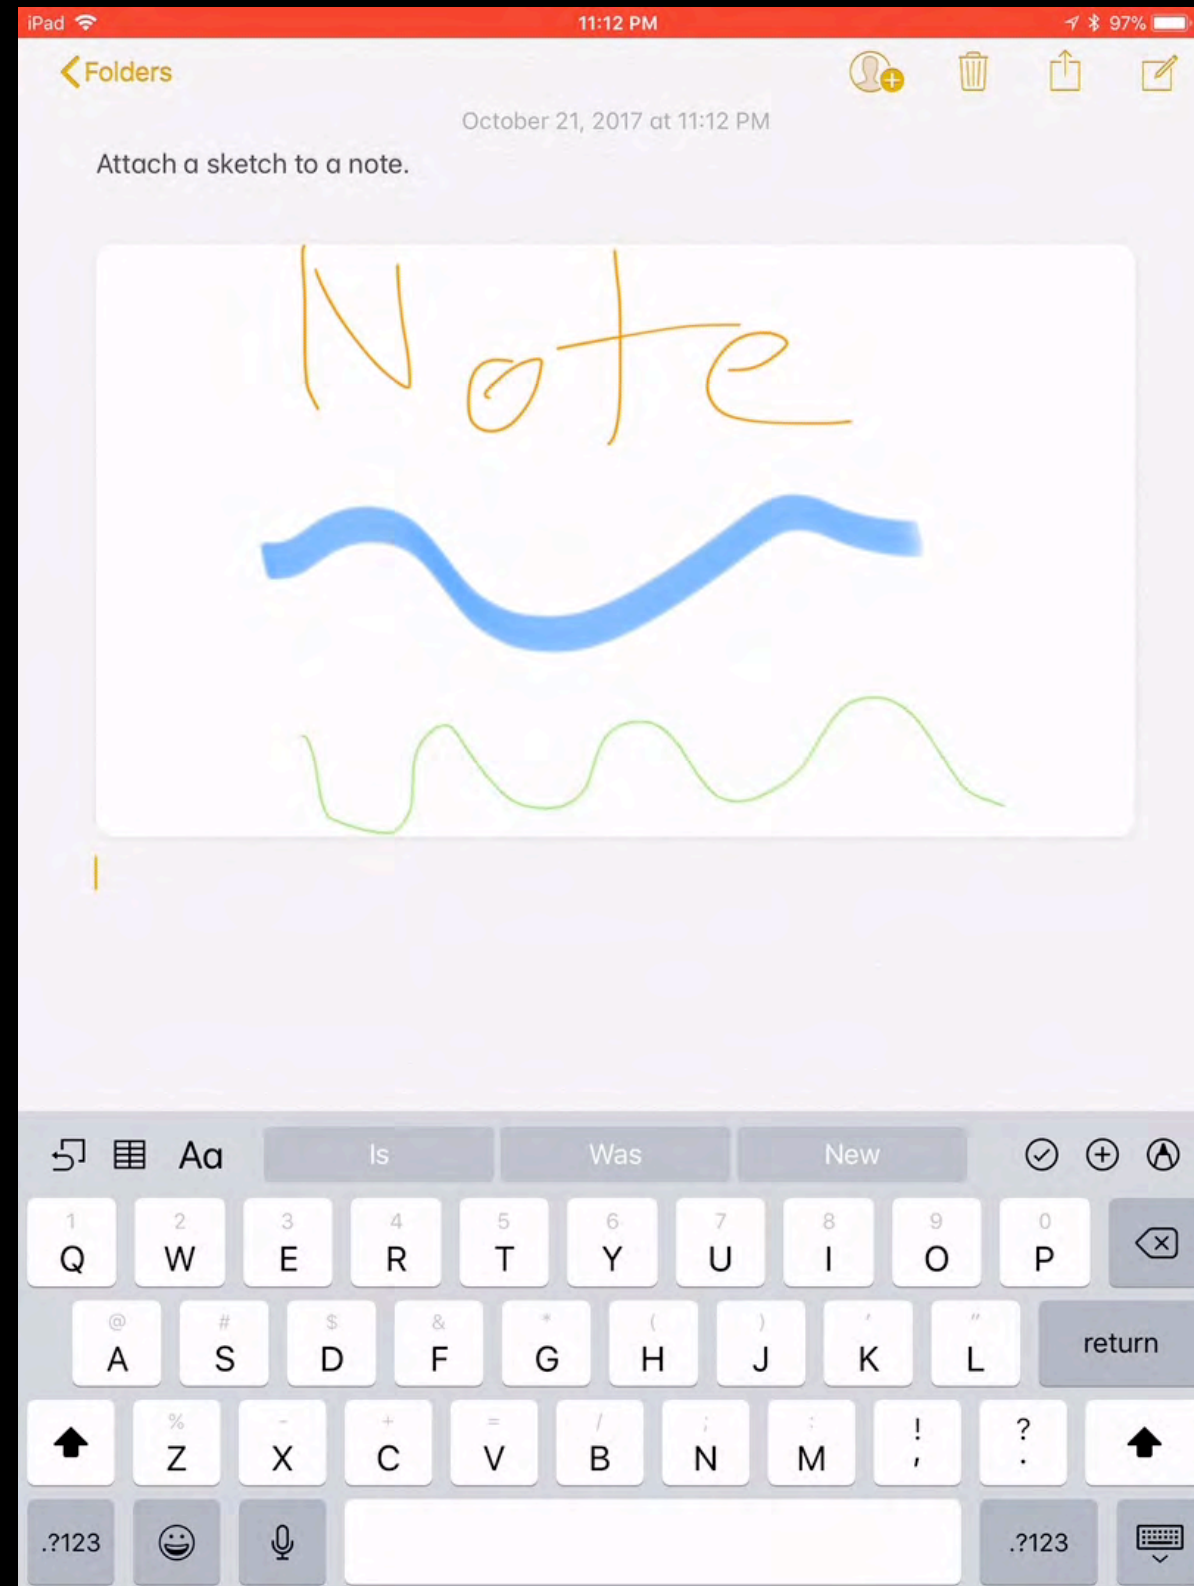 iPad 11:12 PM 97%
Folders
October 21, 2017 at 11:12 PM
Attach a sketch to a note.
Note
Aa Is Was New
1 2 3 4 5 6 7 8 9 0
Q W E R T Y U I O P
@ # $ & * ( ) ' "
A S D F G H J K L return
% - + = / ; : ! ?
Z X C V B N M , .
.?123 .?123